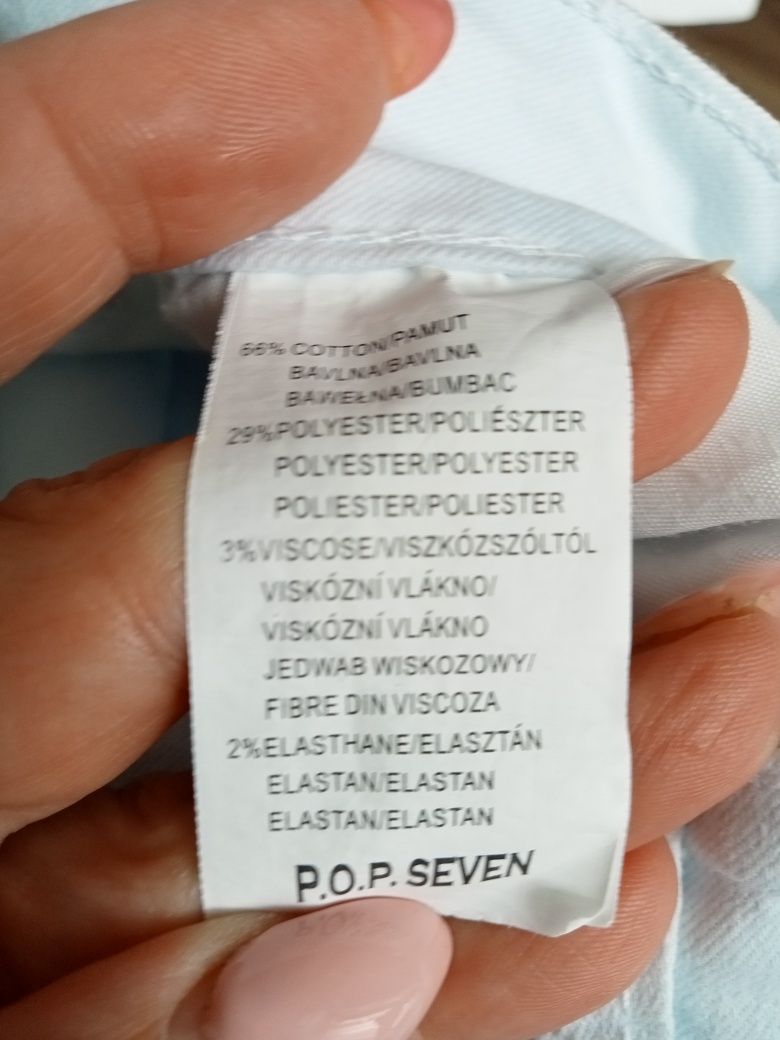 66% COTTON/PAMUT
BAVLNA/BAVLNA
BAWEŁNA/BUMBAC
29%POLYESTER/POLIÉSZTER
POLYESTER/POLYESTER
POLIESTER/POLIESTER
3%VISCOSE/VISZKÓZSZÓLTÓL
VISKÓZNÍ VLÁKNO/
VISKÓZNÍ VLÁKNO
JEDWAB WISKOZOWY/
FIBRE DIN VISCOZA
2%ELASTHANE/ELASZTÁN
ELASTAN/ELASTAN
ELASTAN/ELASTAN
P.O.P. SEVEN